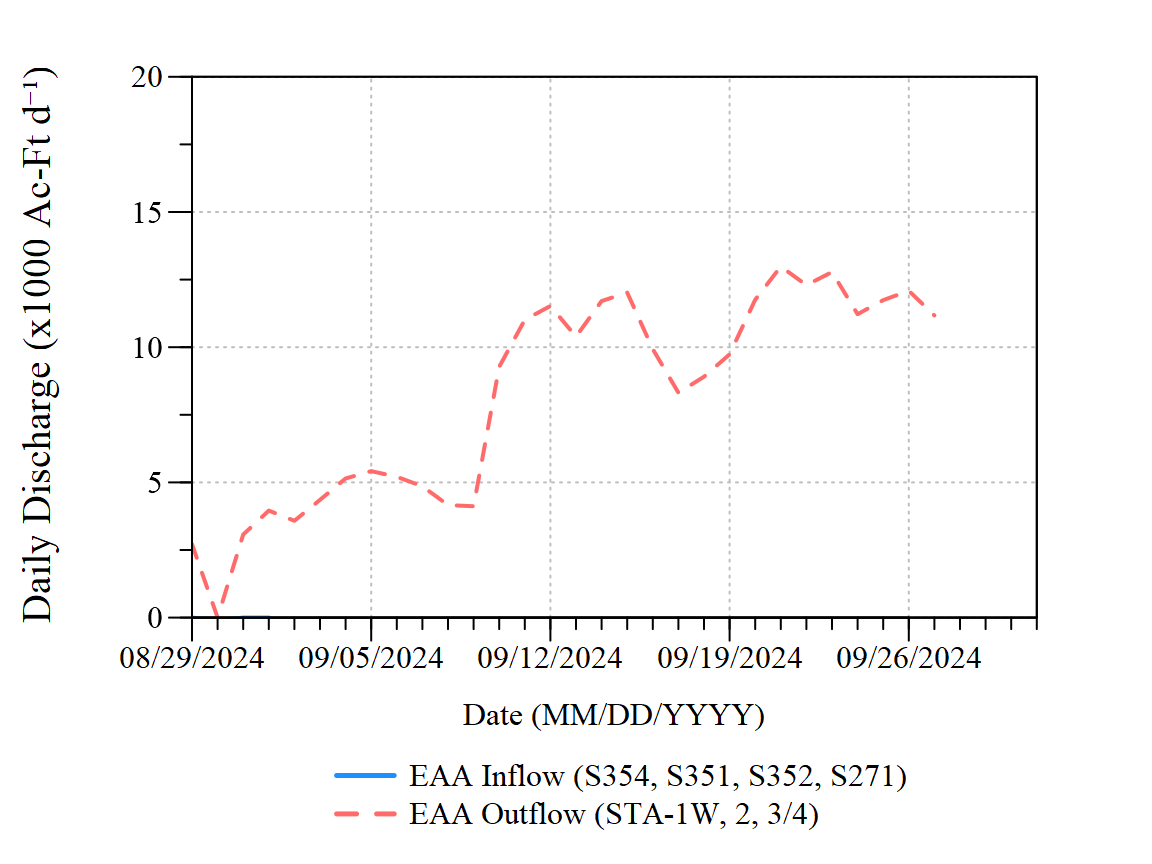 Daily Discharge (x1000 Ac-Ft d⁻¹)
20
15
10
5
0
08/29/2024 09/05/2024 09/12/2024 09/19/2024 09/26/2024
Date (MM/DD/YYYY)
EAA Inflow (S354, S351, S352, S271)
EAA Outflow (STA-1W, 2, 3/4)